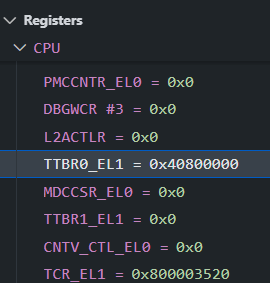 Registers
CPU
PMCCNTR_EL0 = 0x0
DBGWCR #3 = 0x0
L2ACTLR = 0x0
TTBR0_EL1 = 0x40800000
MDCCSR_EL0 = 0x0
TTBR1_EL1 = 0x0
CNTV_CTL_EL0 = 0x0
TCR_EL1 = 0x800003520